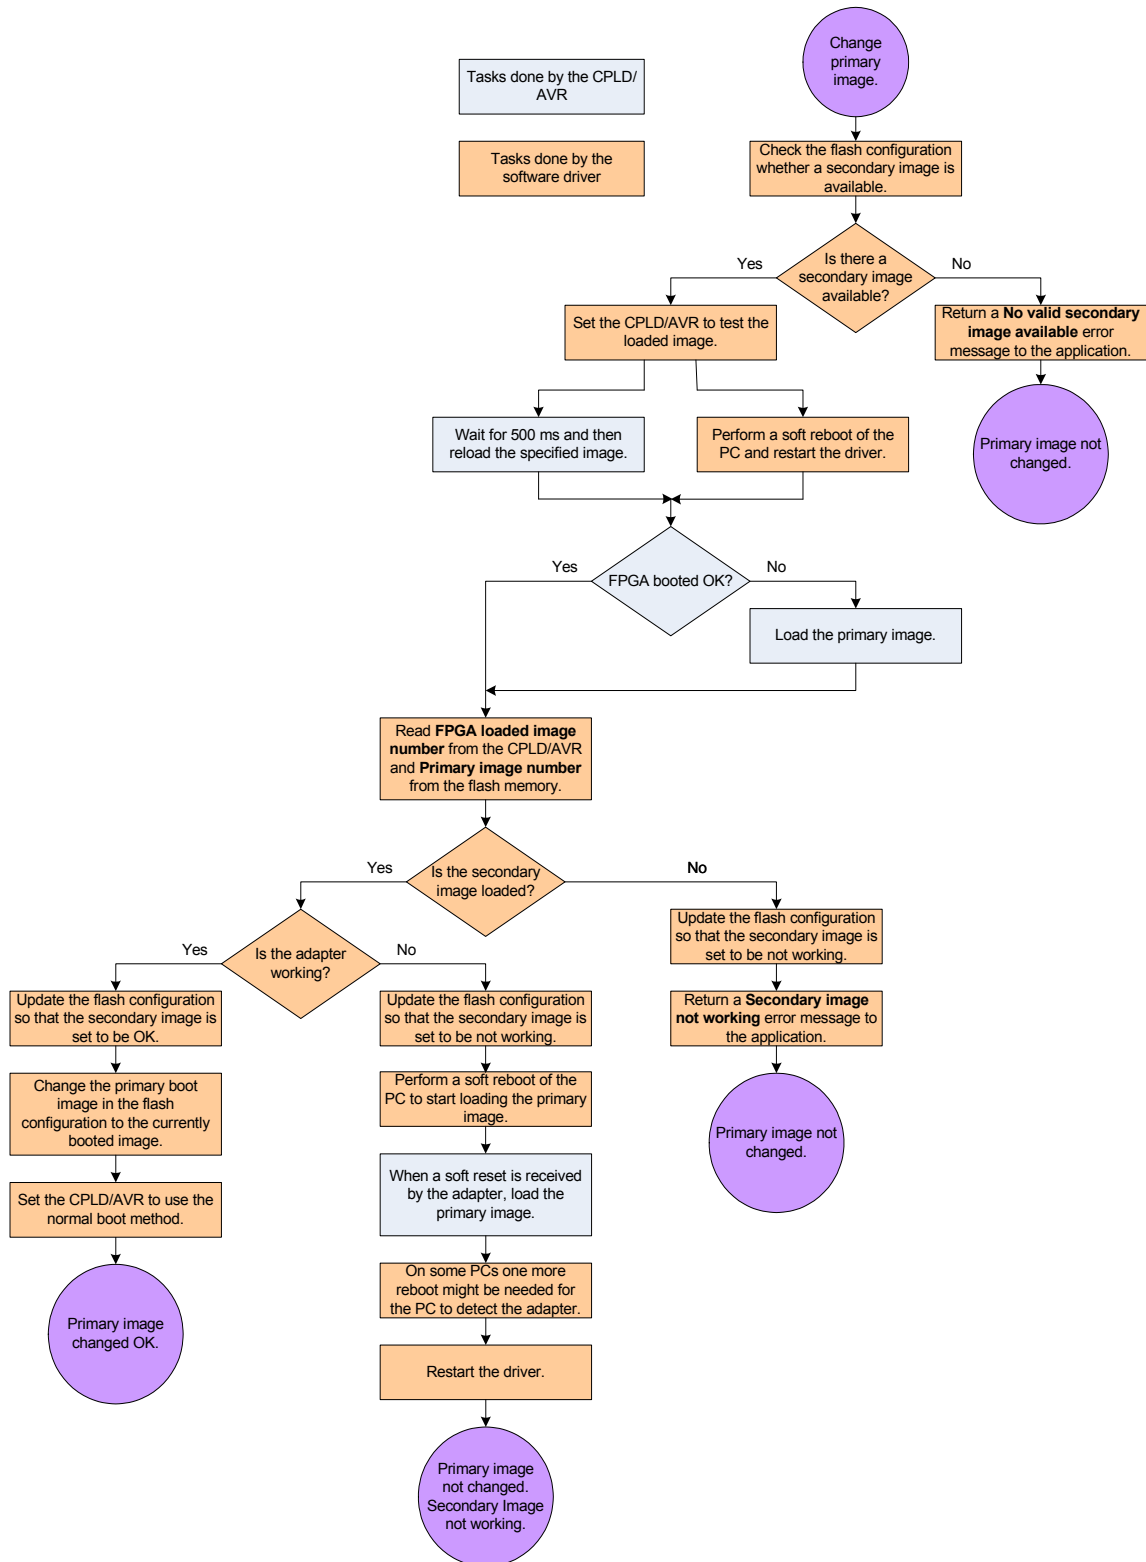 Change
primary
image.
Tasks done by the CPLD/
AVR
Tasks done by the
software driver
Check the flash configuration
whether a secondary image is
available.
Is there a
secondary image
available?
Yes
No
Set the CPLD/AVR to test the
loaded image.
Return a No valid secondary
image available error
message to the application.
Wait for 500 ms and then
reload the specified image.
Perform a soft reboot of the
PC and restart the driver.
Primary image not
changed.
FPGA booted OK?
Yes
No
Load the primary image.
Read FPGA loaded image
number from the CPLD/AVR
and Primary image number
from the flash memory.
Is the secondary
image loaded?
Yes
No
Is the adapter
working?
Yes
No
Update the flash configuration
so that the secondary image is
set to be not working.
Update the flash configuration
so that the secondary image is
set to be OK.
Update the flash configuration
so that the secondary image is
set to be not working.
Return a Secondary image
not working error message to
the application.
Change the primary boot
image in the flash
configuration to the currently
booted image.
Perform a soft reboot of the
PC to start loading the primary
image.
Primary image not
changed.
Set the CPLD/AVR to use the
normal boot method.
When a soft reset is received
by the adapter, load the
primary image.
Primary image
changed OK.
On some PCs one more
reboot might be needed for
the PC to detect the adapter.
Restart the driver.
Primary image
not changed.
Secondary Image
not working.